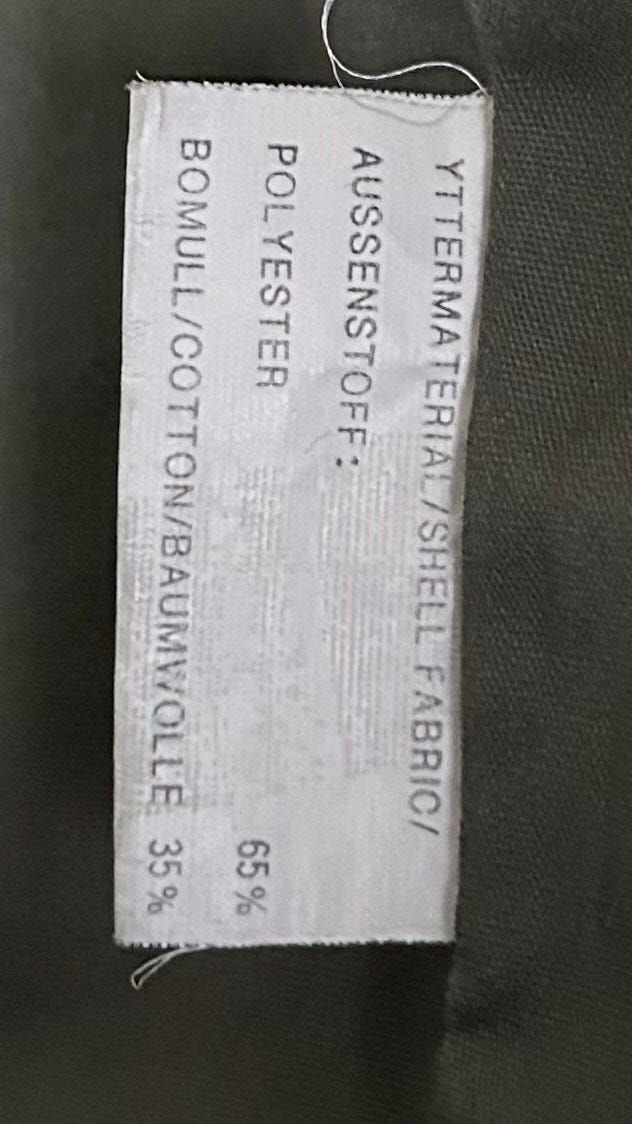 YTTERMATERIAL/SHELL FABRIC/
AUSSENSTOFF:
POLYESTER 65%
BOMULL/COTTON/BAUMWOLLE 35%